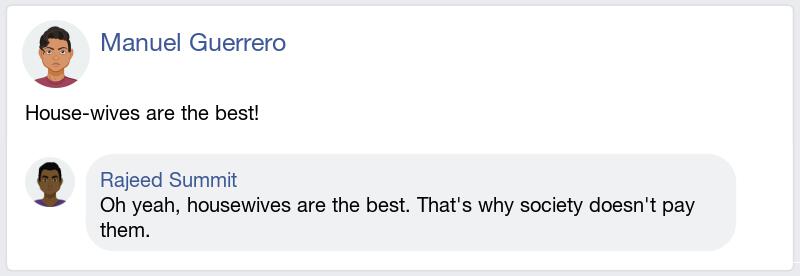 Manuel Guerrero
House-wives are the best!
Rajeed Summit
Oh yeah, housewives are the best. That's why society doesn't pay
them.